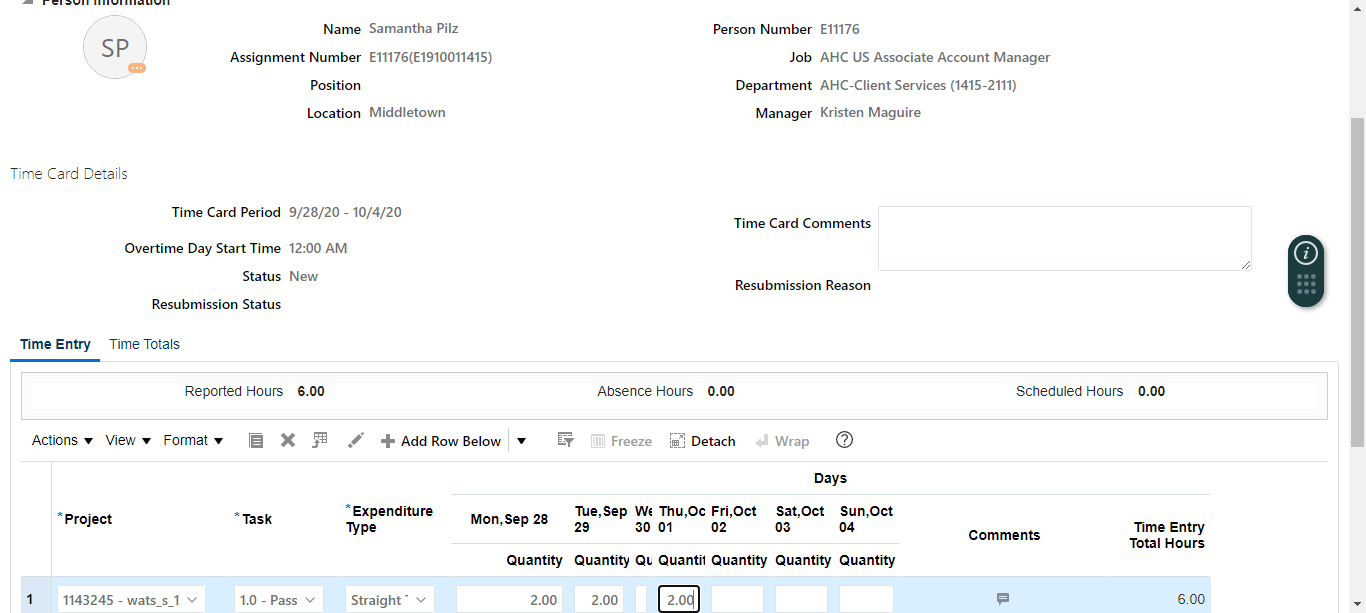 Person Information
SP
Name Samantha Pilz
Person Number E11176
Assignment Number E11176(E1910011415)
Job AHC US Associate Account Manager
Position
Department AHC-Client Services (1415-2111)
Location Middletown
Manager Kristen Maguire
Time Card Details
Time Card Period 9/28/20 - 10/4/20
Time Card Comments
Overtime Day Start Time 12:00 AM
Status New
Resubmission Reason
Resubmission Status
Time Entry Time Totals
Reported Hours 6.00 Absence Hours 0.00 Scheduled Hours 0.00
Actions View Format Add Row Below Freeze Detach Wrap
Days
*Project *Task *Expenditure Type Mon,Sep 28 Tue,Sep 29 We 30 Thu,Oc 01 Fri,Oct 02 Sat,Oct 03 Sun,Oct 04 Comments Time Entry Total Hours
Quantity Quantity Qu Quantit Quantity Quantity Quantity
1 1143245 - wats_s_1 1.0 - Pass Straight 2.00 2.00 2.00 6.00